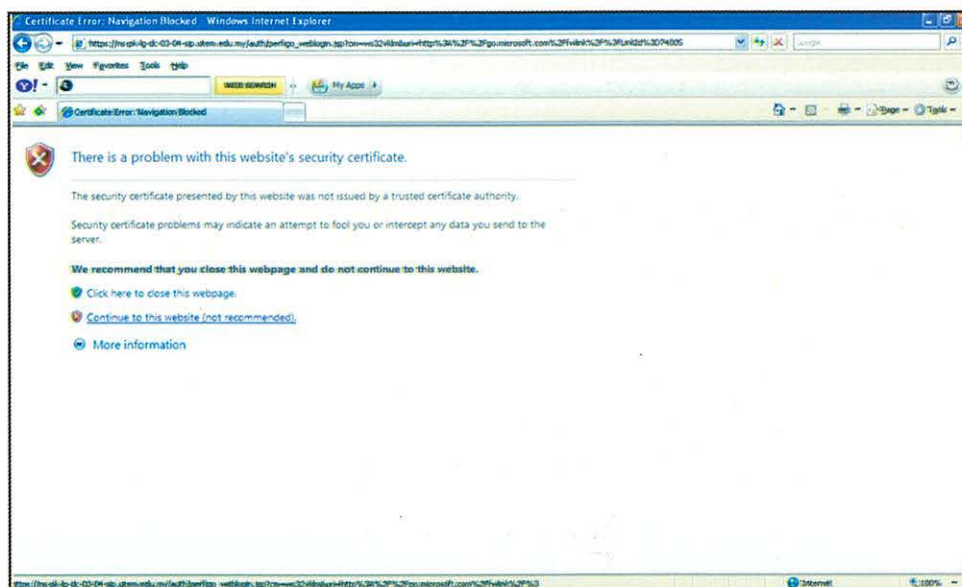 Certificate Error: Navigation Blocked - Windows Internet Explorer
File Edit View Favorites Tools Help
Y! WEB SEARCH My Apps
Certificate Error: Navigation Blocked Page Tools
There is a problem with this website's security certificate.
The security certificate presented by this website was not issued by a trusted certificate authority.
Security certificate problems may indicate an attempt to fool you or intercept any data you send to the
server.
We recommend that you close this webpage and do not continue to this website.
Click here to close this webpage.
Continue to this website (not recommended).
More information
Internet 100%